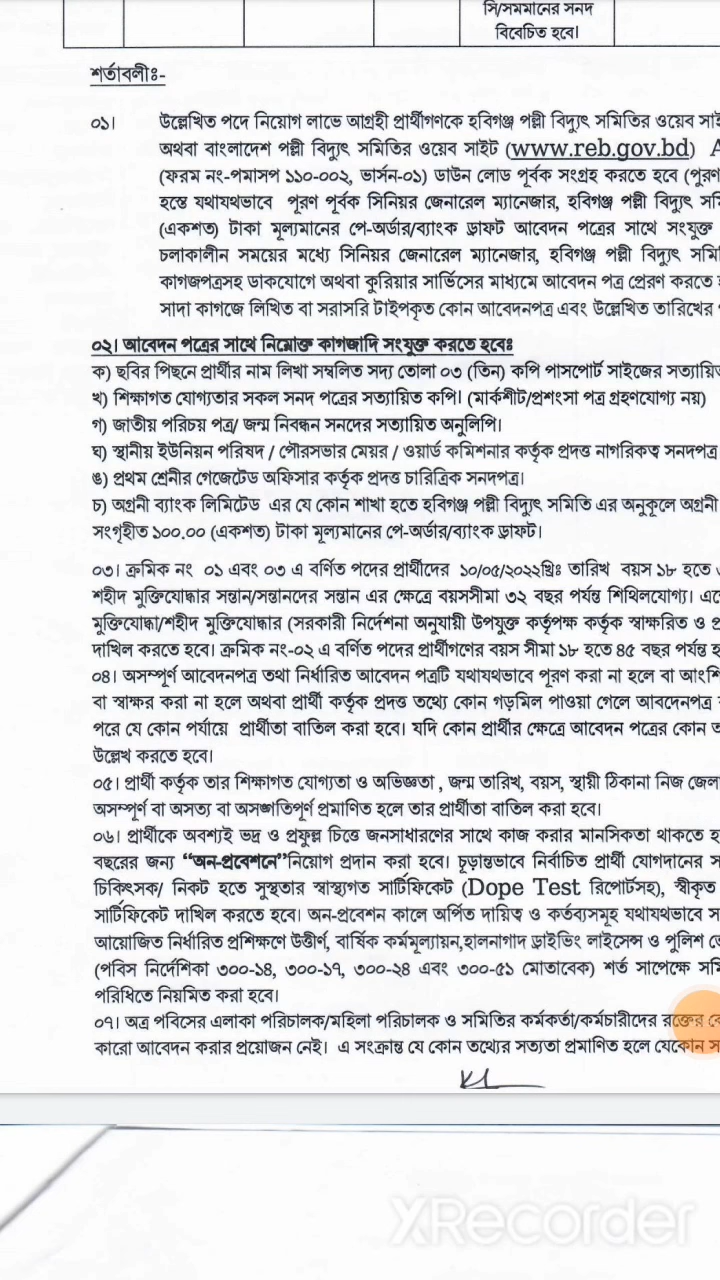 সি/সমমানের সনদ
বিবেচিত হবে।
শর্তাবলীঃ-
০১। উল্লেখিত পদে নিয়োগ লাভে আগ্রহী প্রার্থীগণকে হবিগঞ্জ পল্লী বিদ্যুৎ সমিতির ওয়েব সাই
অথবা বাংলাদেশ পল্লী বিদ্যুৎ সমিতির ওয়েব সাইট (www.reb.gov.bd) A
(ফরম নং-পমাসপ ১১০-০০২, ভার্সন-০১) ডাউন লোড পূর্বক সংগ্রহ করতে হবে (পুরণ
হস্তে যথাযথভাবে পূরণ পূর্বক সিনিয়র জেনারেল ম্যানেজার, হবিগঞ্জ পল্লী বিদ্যুৎ সমি
(একশত) টাকা মূল্যমানের পে-অর্ডার/ব্যাংক ড্রাফট আবেদন পত্রের সাথে সংযুক্ত
চলাকালীন সময়ের মধ্যে সিনিয়র জেনারেল ম্যানেজার, হবিগঞ্জ পল্লী বিদ্যুৎ সমি
কাগজপত্রসহ ডাকযোগে অথবা কুরিয়ার সার্ভিসের মাধ্যমে আবেদন পত্র প্রেরণ করতে হ
সাদা কাগজে লিখিত বা সরাসরি টাইপকৃত কোন আবেদনপত্র এবং উল্লেখিত তারিখের প
০২। আবেদন পত্রের সাথে নিম্নোক্ত কাগজাদি সংযুক্ত করতে হবেঃ
ক) ছবির পিছনে প্রার্থীর নাম লিখা সম্বলিত সদ্য তোলা ০৩ (তিন) কপি পাসপোর্ট সাইজের সত্যায়িত
খ) শিক্ষাগত যোগ্যতার সকল সনদ পত্রের সত্যায়িত কপি। (মার্কশীট/প্রশংসা পত্র গ্রহণযোগ্য নয়)
গ) জাতীয় পরিচয় পত্র/ জন্ম নিবন্ধন সনদের সত্যায়িত অনুলিপি।
ঘ) স্থানীয় ইউনিয়ন পরিষদ / পৌরসভার মেয়র / ওয়ার্ড কমিশনার কর্তৃক প্রদত্ত নাগরিকত্ব সনদপত্র
ঙ) প্রথম শ্রেনীর গেজেটেড অফিসার কর্তৃক প্রদত্ত চারিত্রিক সনদপত্র।
চ) অগ্রনী ব্যাংক লিমিটেড এর যে কোন শাখা হতে হবিগঞ্জ পল্লী বিদ্যুৎ সমিতি এর অনুকূলে অগ্রনী
সংগৃহীত ১০০.০০ (একশত) টাকা মূল্যমানের পে-অর্ডার/ব্যাংক ড্রাফট।
০৩। ক্রমিক নং ০১ এবং ০৩ এ বর্ণিত পদের প্রার্থীদের ১০/০৫/২০২২খ্রিঃ তারিখ বয়স ১৮ হতে
শহীদ মুক্তিযোদ্ধার সন্তান/সন্তানদের সন্তান এর ক্ষেত্রে বয়সসীমা ৩২ বছর পর্যন্ত শিথিলযোগ্য। এক্ষে
মুক্তিযোদ্ধা/শহীদ মুক্তিযোদ্ধার (সরকারী নির্দেশনা অনুযায়ী উপযুক্ত কর্তৃপক্ষ কর্তৃক স্বাক্ষরিত ও প্র
দাখিল করতে হবে। ক্রমিক নং-০২ এ বর্ণিত পদের প্রার্থীগণের বয়স সীমা ১৮ হতে ৪৫ বছর পর্যন্ত হ
০৪। অসম্পূর্ণ আবেদনপত্র তথা নির্ধারিত আবেদন পত্রটি যথাযথভাবে পূরণ করা না হলে বা আংশি
বা স্বাক্ষর করা না হলে অথবা প্রার্থী কর্তৃক প্রদত্ত তথ্যে কোন গড়মিল পাওয়া গেলে আবদেনপত্র ব
পরে যে কোন পর্যায়ে প্রার্থীতা বাতিল করা হবে। যদি কোন প্রার্থীর ক্ষেত্রে আবেদন পত্রের কোন ত
উল্লেখ করতে হবে।
০৫। প্রার্থী কর্তৃক তার শিক্ষাগত যোগ্যতা ও অভিজ্ঞতা , জন্ম তারিখ, বয়স, স্থায়ী ঠিকানা নিজ জেলা
অসম্পূর্ণ বা অসত্য বা অসঙ্গতিপূর্ণ প্রমাণিত হলে তার প্রার্থীতা বাতিল করা হবে।
০৬। প্রার্থীকে অবশ্যই ভদ্র ও প্রফুল্ল চিত্তে জনসাধারণের সাথে কাজ করার মানসিকতা থাকতে হ
বছরের জন্য “অন-প্রবেশনে”নিয়োগ প্রদান করা হবে। চূড়ান্তভাবে নির্বাচিত প্রার্থী যোগদানের স
চিকিৎসক/ নিকট হতে সুস্থতার স্বাস্থ্যগত সার্টিফিকেট (Dope Test রিপোর্টসহ), স্বীকৃত
সার্টিফিকেট দাখিল করতে হবে। অন-প্রবেশন কালে অর্পিত দায়িত্ব ও কর্তব্যসমূহ যথাযথভাবে স
আয়োজিত নির্ধারিত প্রশিক্ষণে উত্তীর্ণ, বার্ষিক কর্মমূল্যায়ন,হালনাগাদ ড্রাইভিং লাইসেন্স ও পুলিশ ভে
(পবিস নির্দেশিকা ৩০০-১৪, ৩০০-১৭, ৩০০-২৪ এবং ৩০০-৫১ মোতাবেক) শর্ত সাপেক্ষে সমি
পরিধিতে নিয়মিত করা হবে।
০৭। অত্র পবিসের এলাকা পরিচালক/মহিলা পরিচালক ও সমিতির কর্মকর্তা/কর্মচারীদের রক্তের কে
কারো আবেদন করার প্রয়োজন নেই। এ সংক্রান্ত যে কোন তথ্যের সত্যতা প্রমাণিত হলে যেকোন স
XRecorder